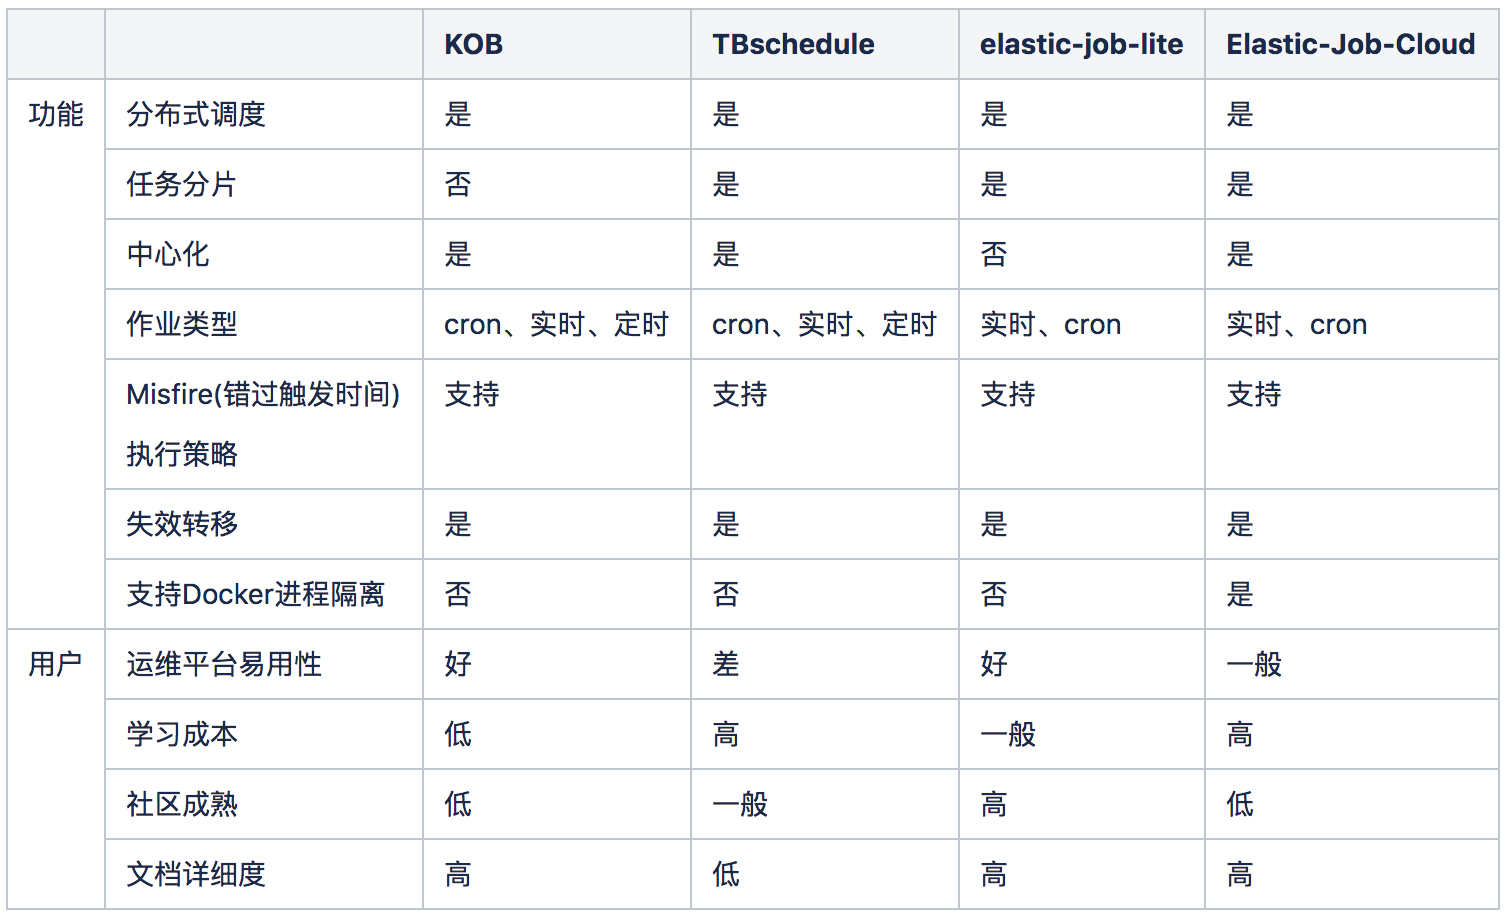 KOB TBschedule elastic-job-lite Elastic-Job-Cloud
功能 分布式调度 是 是 是 是
任务分片 否 是 是 是
中心化 是 是 否 是
作业类型 cron、实时、定时 cron、实时、定时 实时、cron 实时、cron
Misfire(错过触发时间) 支持 支持 支持 支持
执行策略
失效转移 是 是 是 是
支持Docker进程隔离 否 否 否 是
用户 运维平台易用性 好 差 好 一般
学习成本 低 高 一般 高
社区成熟 低 一般 高 低
文档详细度 高 低 高 高